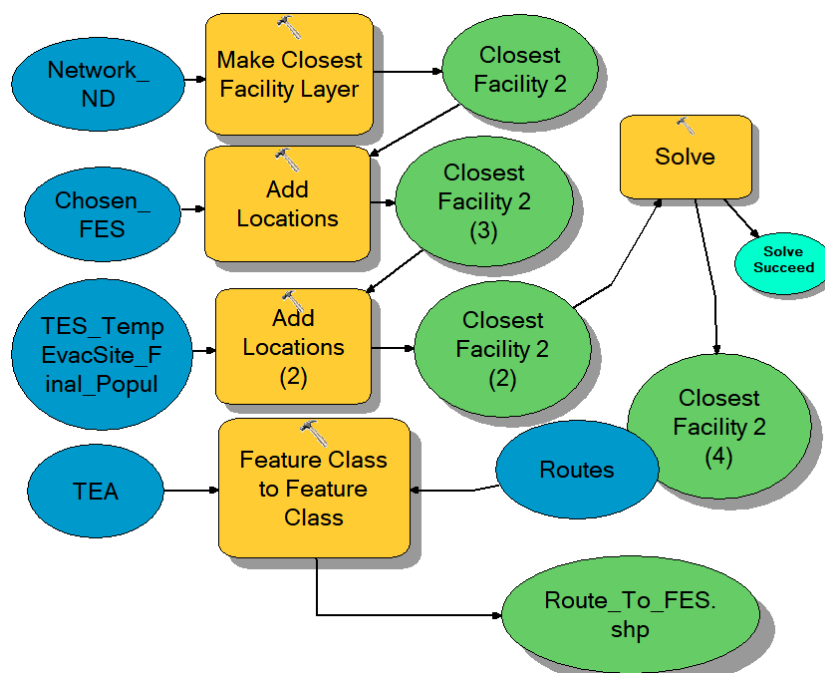 Network_
ND
Make Closest
Facility Layer
Closest
Facility 2
Chosen_
FES
Add
Locations
Closest
Facility 2
(3)
Solve
Solve
Succeed
TES_Temp
EvacSite_F
inal_Popul
Add
Locations
(2)
Closest
Facility 2
(2)
Closest
Facility 2
(4)
TEA
Feature Class
to Feature
Class
Routes
Route_To_FES.
shp